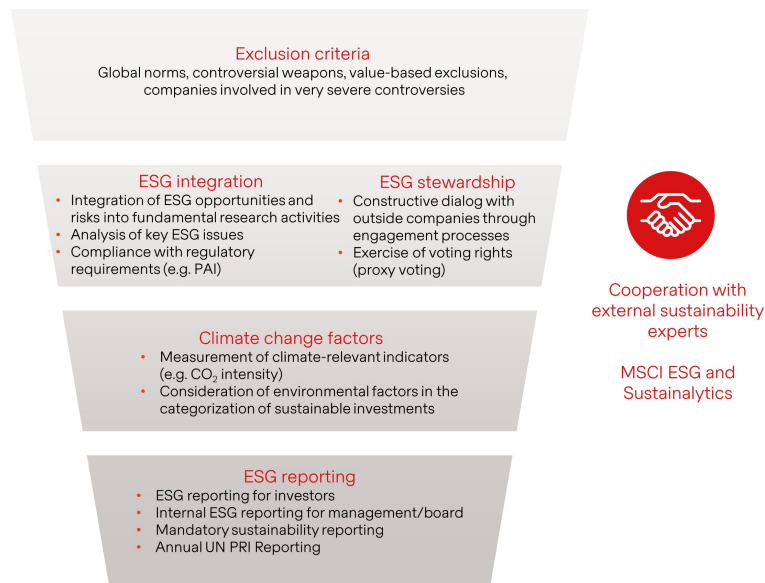 Exclusion criteria
Global norms, controversial weapons, value-based exclusions,
companies involved in very severe controversies
ESG integration
• Integration of ESG opportunities and
risks into fundamental research activities
• Analysis of key ESG issues
• Compliance with regulatory
requirements (e.g. PAI)
ESG stewardship
• Constructive dialog with
outside companies through
engagement processes
• Exercise of voting rights
(proxy voting)
Climate change factors
• Measurement of climate-relevant indicators
(e.g. CO₂ intensity)
• Consideration of environmental factors in the
categorization of sustainable investments
ESG reporting
• ESG reporting for investors
• Internal ESG reporting for management/board
• Mandatory sustainability reporting
• Annual UN PRI Reporting
Cooperation with
external sustainability
experts
MSCI ESG and
Sustainalytics